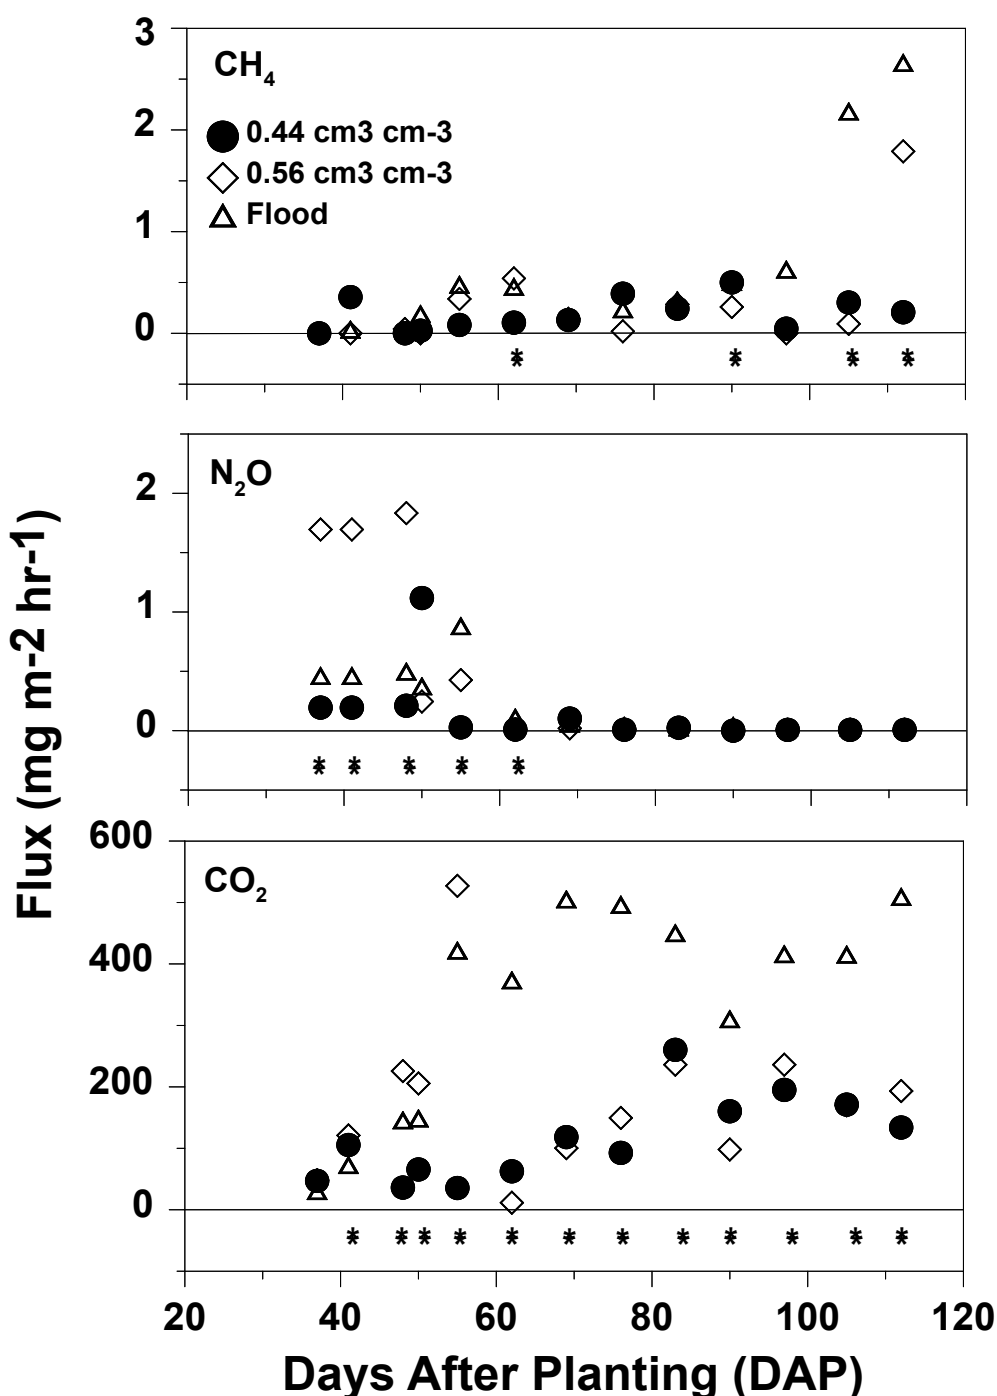 3
CH4
0.44 cm3 cm-3
2
0.56 cm3 cm-3
Flood
1
0
* * * *
N2O
2
1
0
* * * * *
Flux (mg m-2 hr-1)
600
CO2
400
200
0
* * * * * * * * * * * *
20 40 60 80 100 120
Days After Planting (DAP)